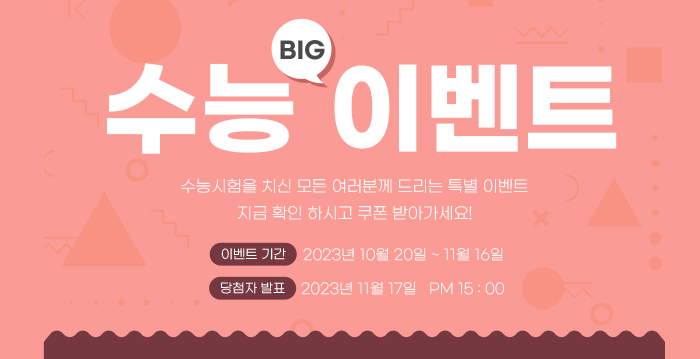 BIG
수능 이벤트
수능시험을 치신 모든 여러분께 드리는 특별 이벤트
지금 확인 하시고 쿠폰 받아가세요!
이벤트 기간 2023년 10월 20일 ~ 11월 16일
당첨자 발표 2023년 11월 17일 PM 15 : 00